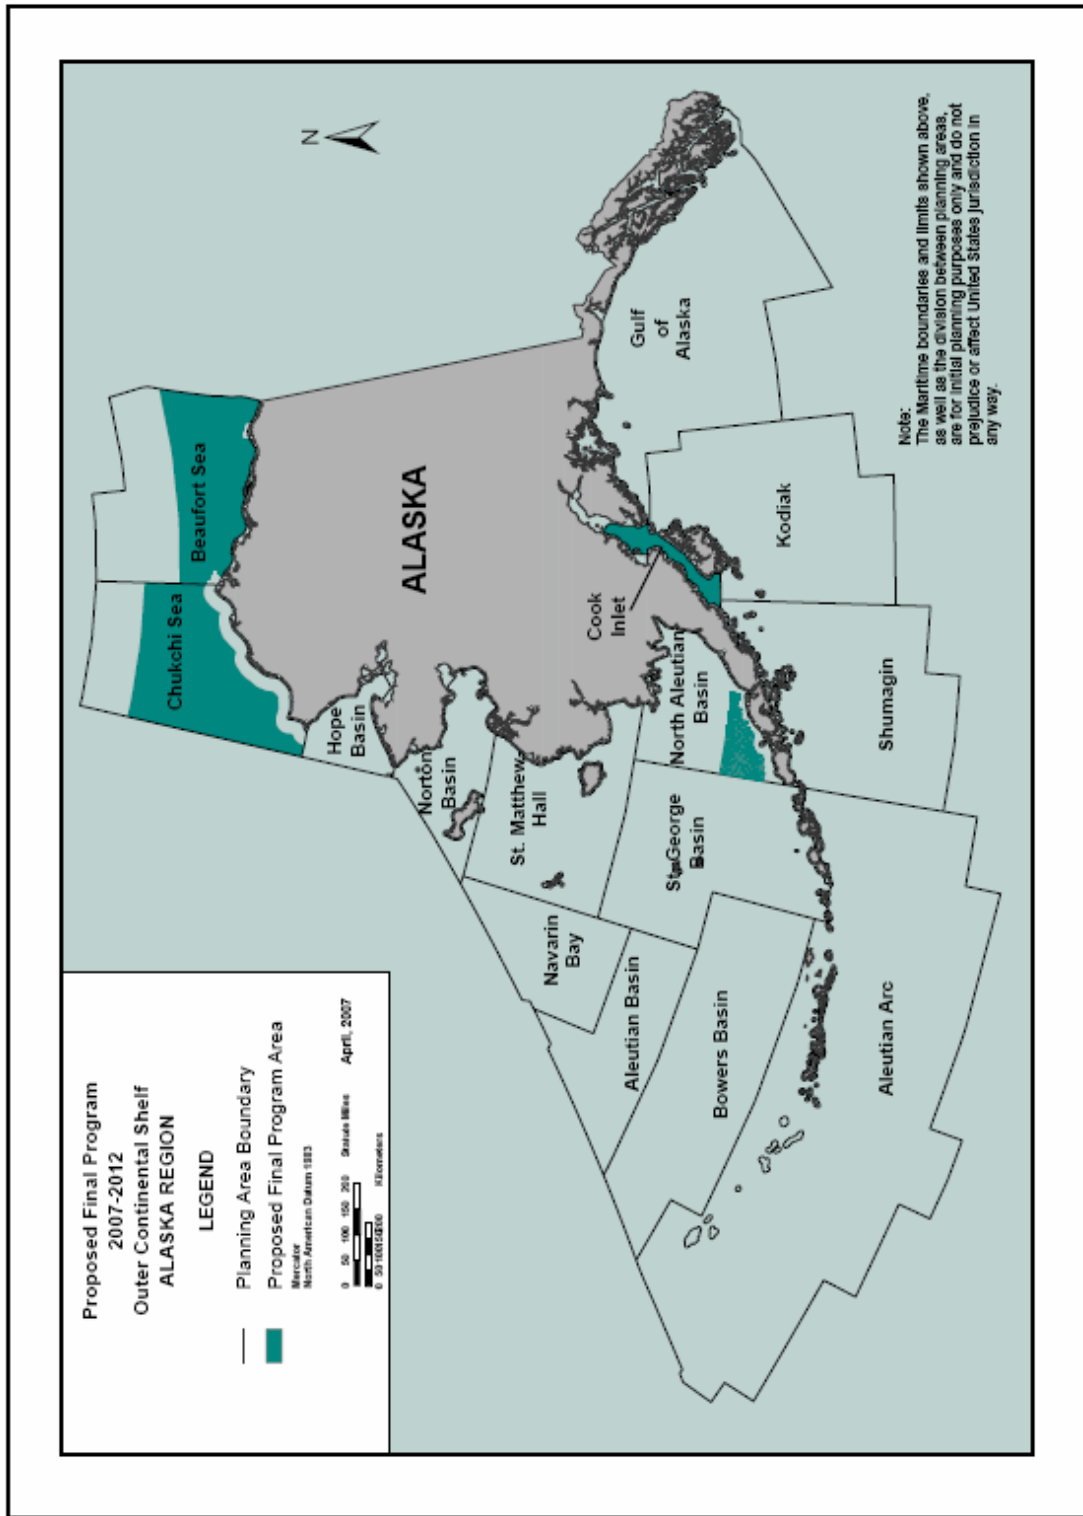 Proposed Final Program
2007-2012
Outer Continental Shelf
ALASKA REGION
LEGEND
Planning Area Boundary
Proposed Final Program Area
Mercator
North American Datum 1983
April, 2007
0 50 100 150 200 Statute Miles
Kilometers
N
Chukchi Sea
Beaufort Sea
Hope
Basin
Norton
Basin
ALASKA
St. Matthew
Hall
Navarin
Bay
Aleutian Basin
Bowers Basin
St. George
Basin
North Aleutian
Basin
Cook
Inlet
Gulf
of
Alaska
Kodiak
Shumagin
Aleutian Arc
Note:
The Maritime boundaries and limits shown above,
as well as the division between planning areas,
are for initial planning purposes only and do not
prejudice or affect United States jurisdiction in
any way.